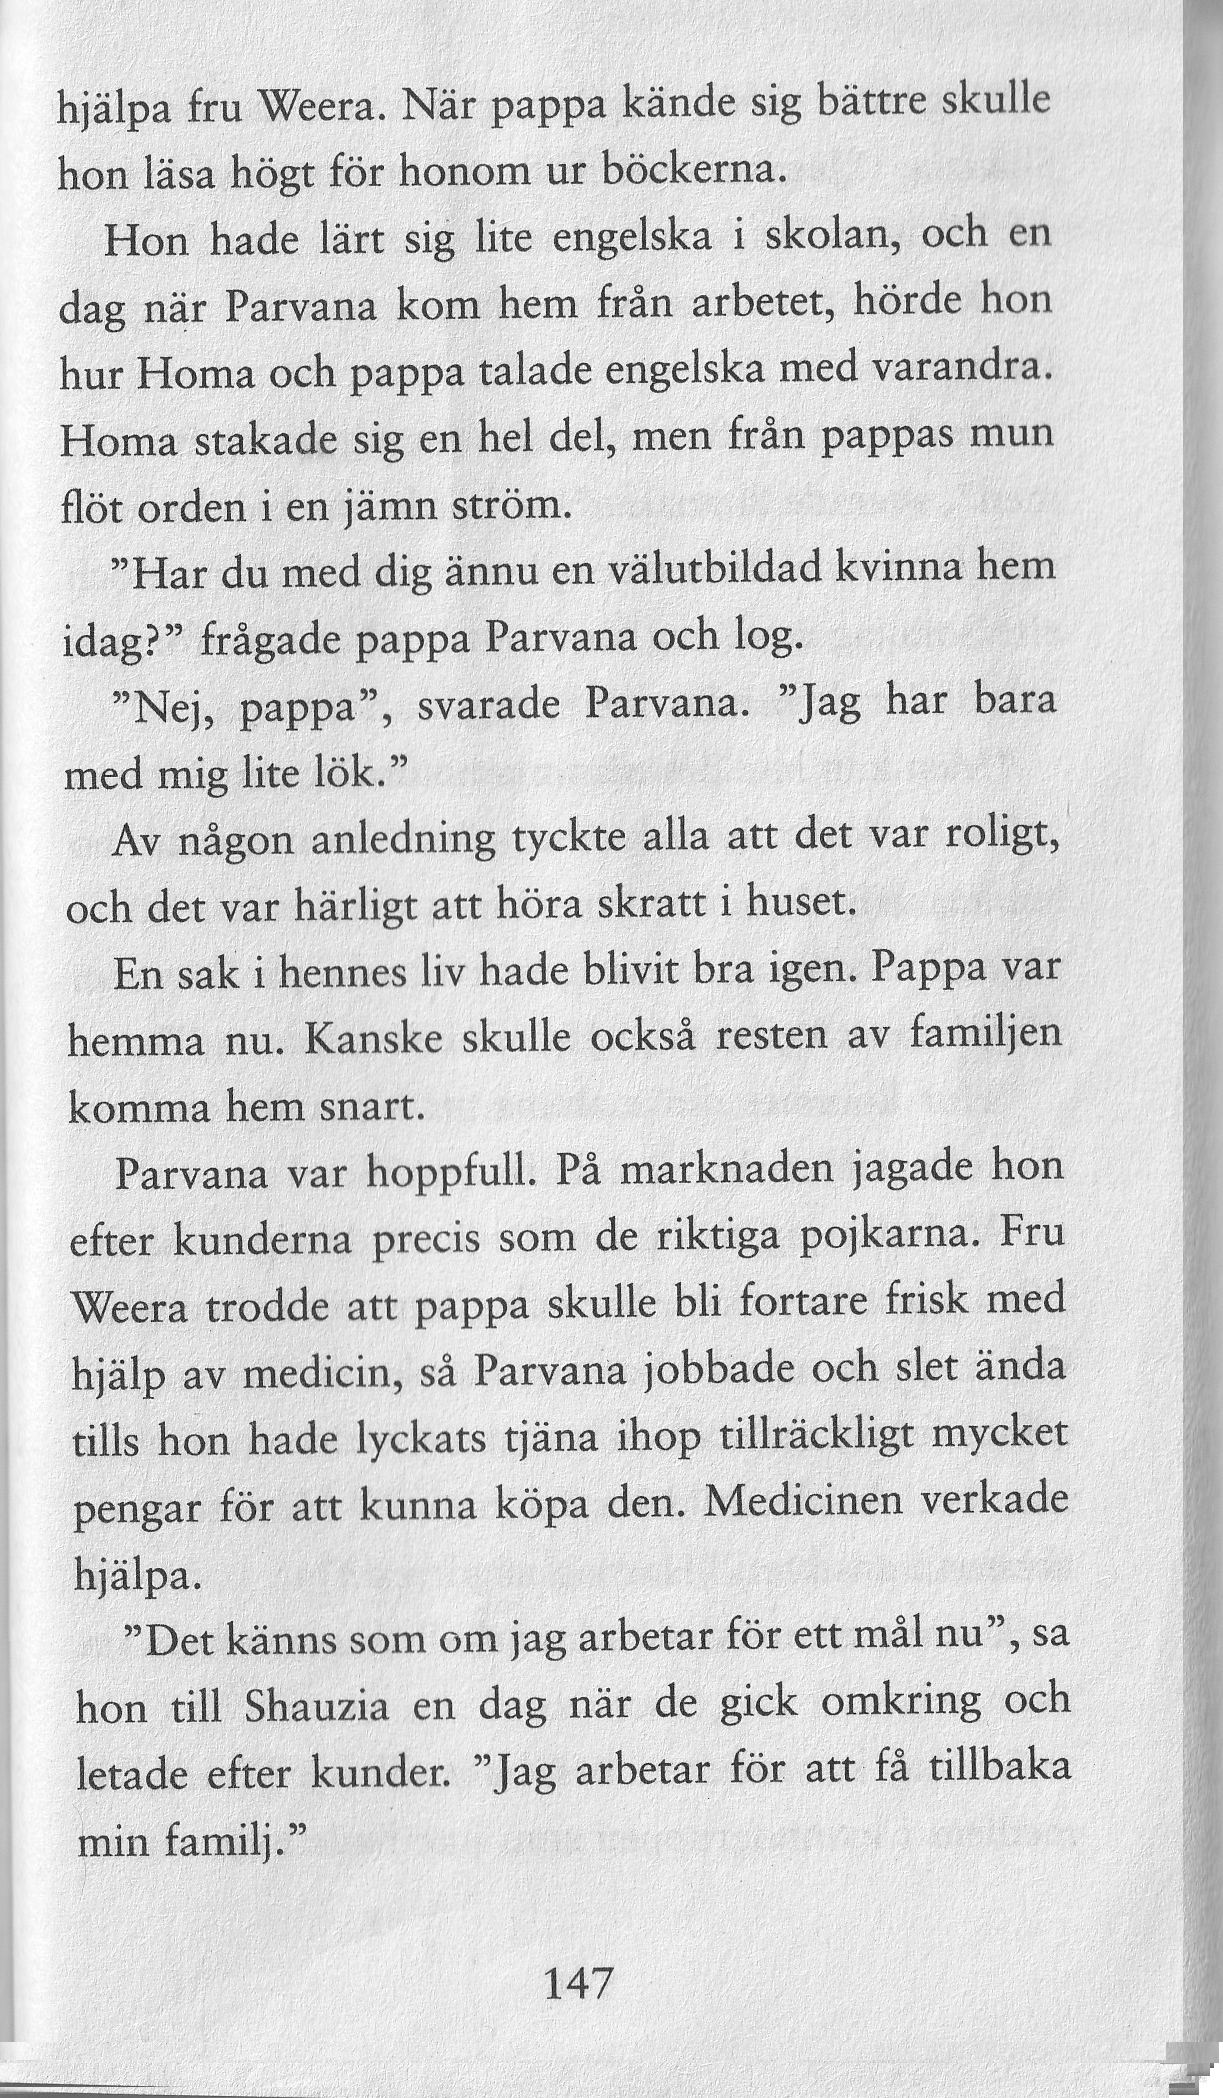 hjälpa fru Weera. När pappa kände sig bättre skulle
hon läsa högt för honom ur böckerna.
Hon hade lärt sig lite engelska i skolan, och en
dag när Parvana kom hem från arbetet, hörde hon
hur Homa och pappa talade engelska med varandra.
Homa stakade sig en hel del, men från pappas mun
flöt orden i en jämn ström.
”Har du med dig ännu en välutbildad kvinna hem
idag?” frågade pappa Parvana och log.
”Nej, pappa”, svarade Parvana. ”Jag har bara
med mig lite lök.”
Av någon anledning tyckte alla att det var roligt,
och det var härligt att höra skratt i huset.
En sak i hennes liv hade blivit bra igen. Pappa var
hemma nu. Kanske skulle också resten av familjen
komma hem snart.
Parvana var hoppfull. På marknaden jagade hon
efter kunderna precis som de riktiga pojkarna. Fru
Weera trodde att pappa skulle bli fortare frisk med
hjälp av medicin, så Parvana jobbade och slet ända
tills hon hade lyckats tjäna ihop tillräckligt mycket
pengar för att kunna köpa den. Medicinen verkade
hjälpa.
”Det känns som om jag arbetar för ett mål nu”, sa
hon till Shauzia en dag när de gick omkring och
letade efter kunder. ”Jag arbetar för att få tillbaka
min familj.”
147